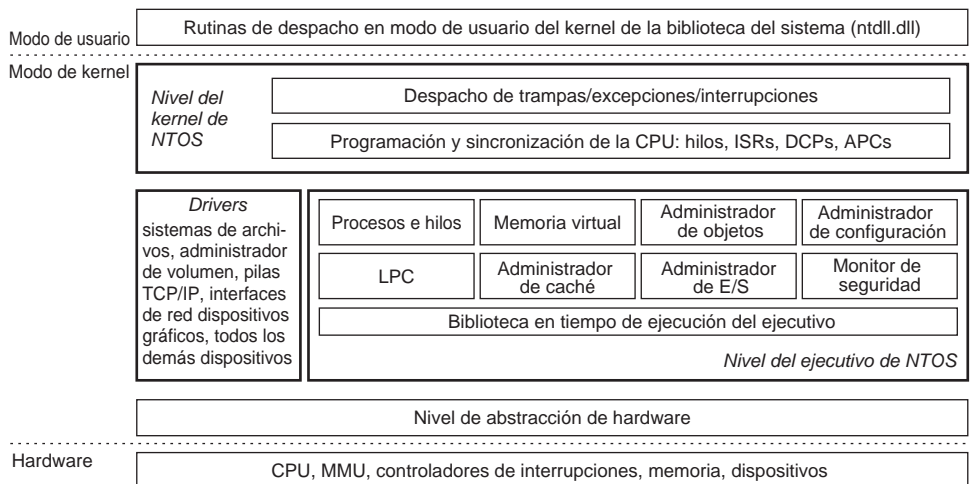 Rutinas de despacho en modo de usuario del kernel de la biblioteca del sistema (ntdll.dll)
Modo de usuario
Modo de kernel
Nivel del
kernel de
NTOS
Despacho de trampas/excepciones/interrupciones
Programación y sincronización de la CPU: hilos, ISRs, DCPs, APCs
Drivers
sistemas de archi-
vos, administrador
de volumen, pilas
TCP/IP, interfaces
de red dispositivos
gráficos, todos los
demás dispositivos
Procesos e hilos
Memoria virtual
Administrador
de objetos
Administrador
de configuración
LPC
Administrador
de caché
Administrador
de E/S
Monitor de
seguridad
Biblioteca en tiempo de ejecución del ejecutivo
Nivel del ejecutivo de NTOS
Nivel de abstracción de hardware
Hardware
CPU, MMU, controladores de interrupciones, memoria, dispositivos